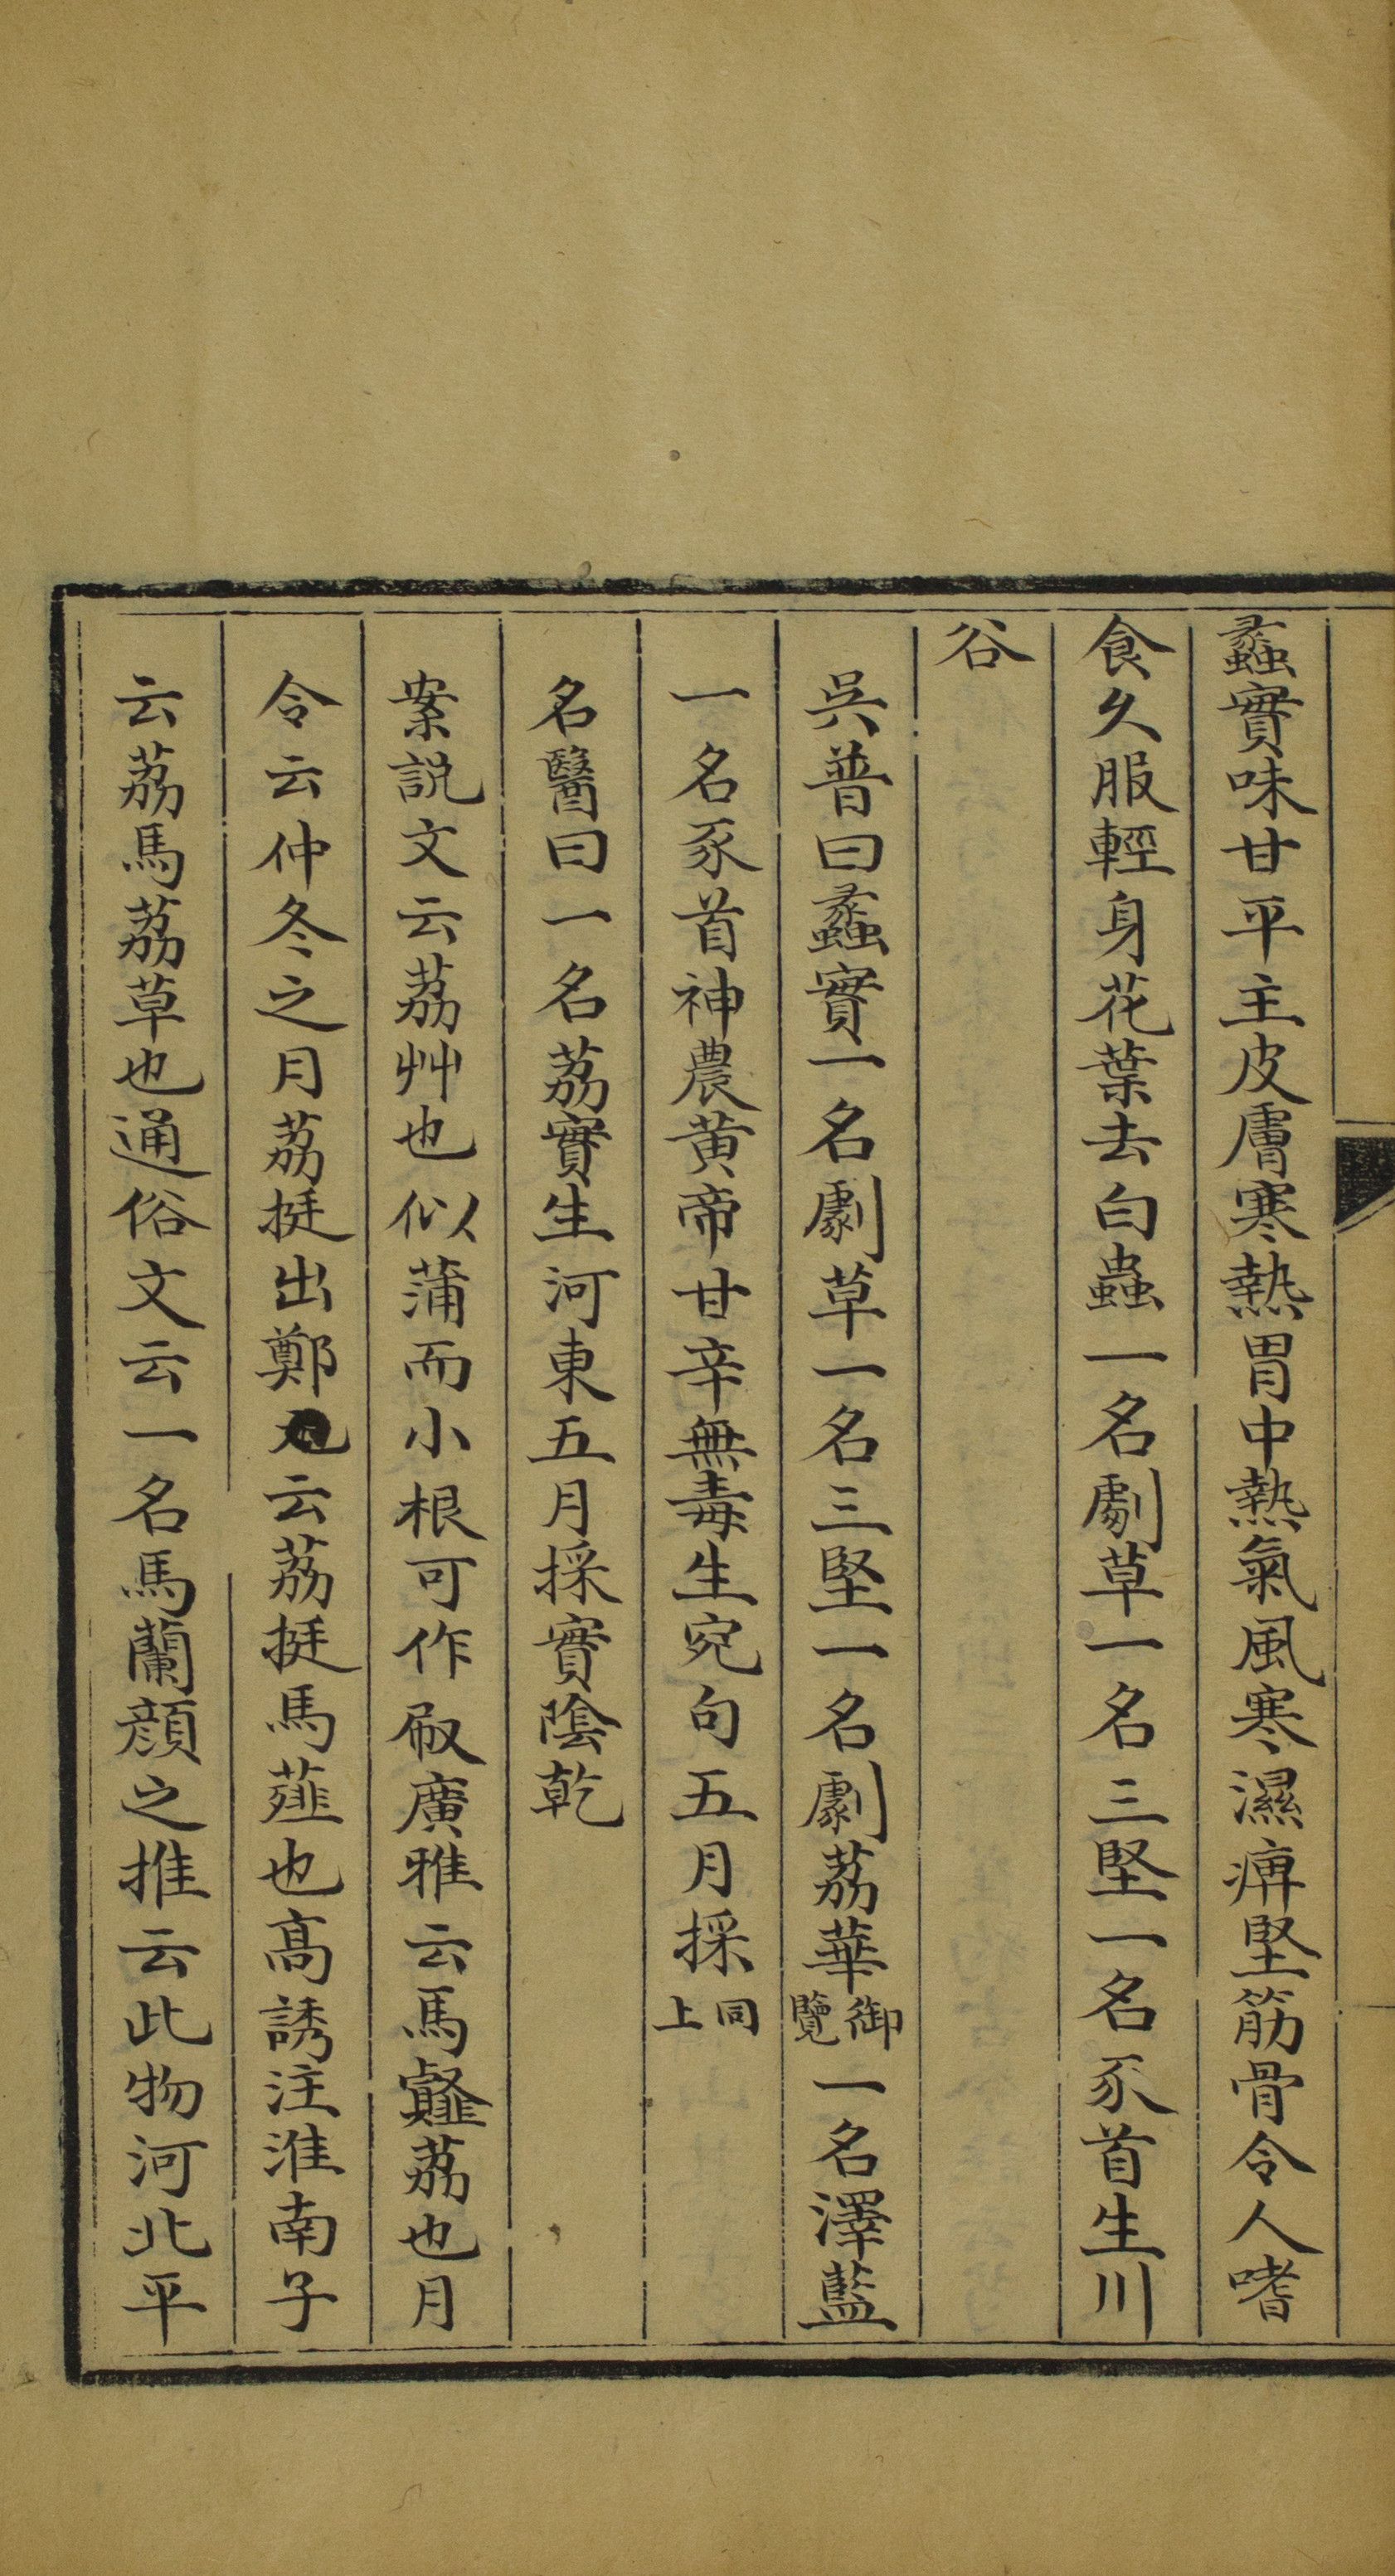 蠡實味甘平主皮膚寒熱胃中熱氣風寒濕痹堅筋骨令人嗜
食久服輕身花葉去白蟲一名劇草一名三堅一名豕首生川
谷
吳普曰蠡實一名劇草一名三堅一名劇荔華御覽一名澤藍
一名豕首神農黄帝甘辛無毒生宛句五月採同上
名醫曰一名荔實生河東五月採實陰乾
案説文云荔艸也似蒲而小根可作㕞廣雅云馬䪥荔也月
令云仲冬之月荔挺出鄭云荔挺馬薤也高誘注淮南子
云荔馬荔草也通俗文云一名馬蘭顔之推云此物河北平